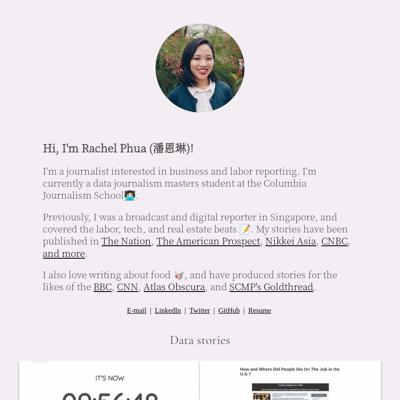 Hi, I'm Rachel Phua (潘恩琳)!
I'm a journalist interested in business and labor reporting. I'm
currently a data journalism masters student at the Columbia
Journalism School👩🏻‍💻.
Previously, I was a broadcast and digital reporter in Singapore, and
covered the labor, tech, and real estate beats 📝. My stories have been
published in The Nation, The American Prospect, Nikkei Asia, CNBC,
and more.
I also love writing about food 🥡, and have produced stories for the
likes of the BBC, CNN, Atlas Obscura, and SCMP's Goldthread.
E-mail | LinkedIn | Twitter | GitHub | Resume
Data stories
IT'S NOW
How and Where Did People Die On The Job in the
U.S.?